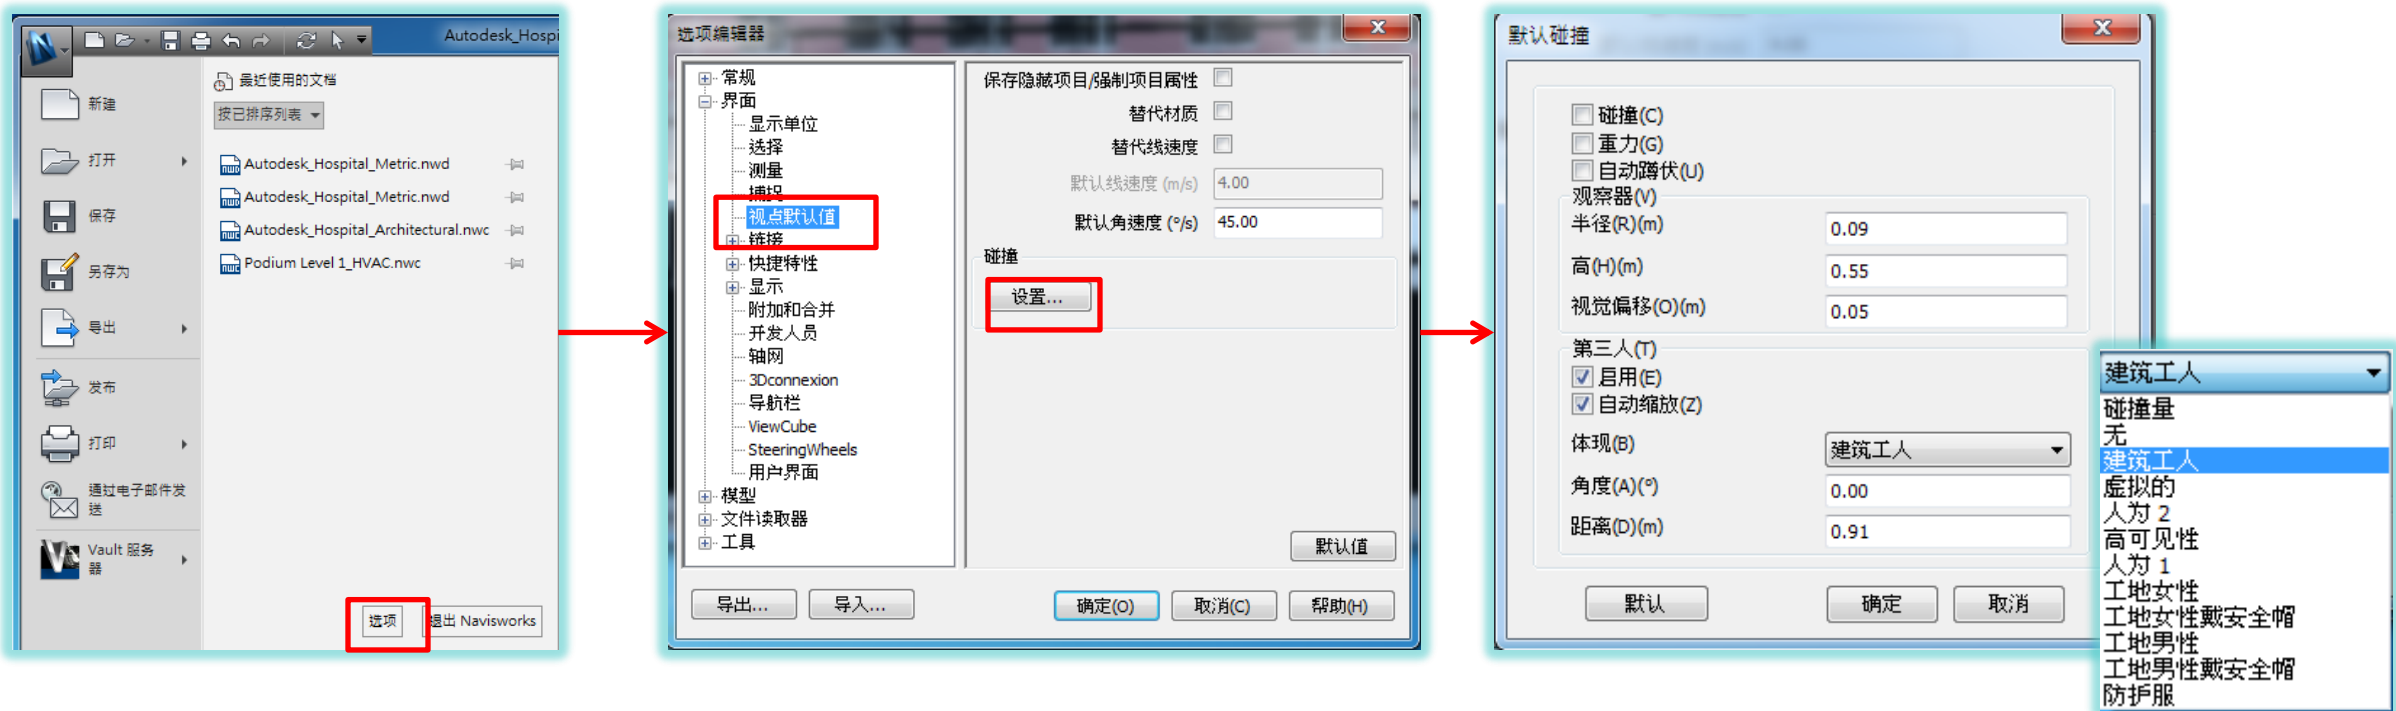 Autodesk_Hospi
新建
打开
保存
另存为
导出
发布
打印
通过电子邮件发
送
Vault 服务
器
最近使用的文档
按已排序列表
Autodesk_Hospital_Metric.nwd
Autodesk_Hospital_Metric.nwd
Autodesk_Hospital_Architectural.nwc
Podium Level 1_HVAC.nwc
选项
退出 Navisworks
选项编辑器
常规
界面
显示单位
选择
测量
捕捉
视点默认值
链接
快捷特性
显示
附加和合并
开发人员
轴网
3Dconnexion
导航栏
ViewCube
SteeringWheels
用户界面
模型
文件读取器
工具
保存隐藏项目/强制项目属性
替代材质
替代线速度
默认线速度 (m/s) 4.00
默认角速度 (°/s) 45.00
碰撞
设置...
默认值
导出... 导入... 确定(O) 取消(C) 帮助(H)
默认碰撞
碰撞(C)
重力(G)
自动蹲伏(U)
观察器(V)
半径(R)(m) 0.09
高(H)(m) 0.55
视觉偏移(O)(m) 0.05
第三人(T)
启用(E)
自动缩放(Z)
体现(B) 建筑工人
角度(A)(°) 0.00
距离(D)(m) 0.91
默认 确定 取消
建筑工人
碰撞量
无
建筑工人
虚拟的
人为 2
高可见性
人为 1
工地女性
工地女性戴安全帽
工地男性
工地男性戴安全帽
防护服